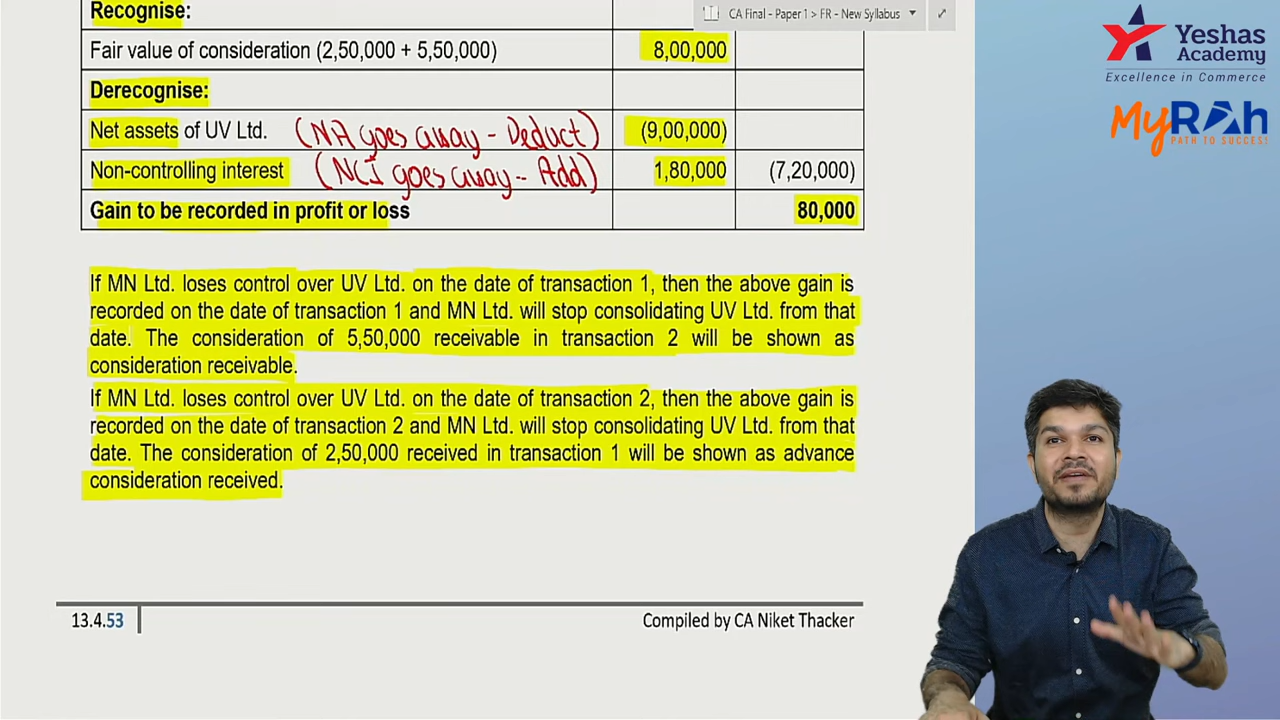 Recognise:
CA Final - Paper 1 > FR - New Syllabus
Fair value of consideration (2,50,000 + 5,50,000) 8,00,000
Derecognise:
Net assets of UV Ltd. (NA goes away - Deduct) (9,00,000)
Non-controlling interest (NCI goes away - Add) 1,80,000 (7,20,000)
Gain to be recorded in profit or loss 80,000
If MN Ltd. loses control over UV Ltd. on the date of transaction 1, then the above gain is
recorded on the date of transaction 1 and MN Ltd. will stop consolidating UV Ltd. from that
date. The consideration of 5,50,000 receivable in transaction 2 will be shown as
consideration receivable.
If MN Ltd. loses control over UV Ltd. on the date of transaction 2, then the above gain is
recorded on the date of transaction 2 and MN Ltd. will stop consolidating UV Ltd. from that
date. The consideration of 2,50,000 received in transaction 1 will be shown as advance
consideration received.
13.4.53 Compiled by CA Niket Thacker
Yeshas
Academy
Excellence in Commerce
MyRAh
PATH TO SUCCESS